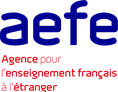 aefe
Agence pour
l'enseignement français
à l'étranger